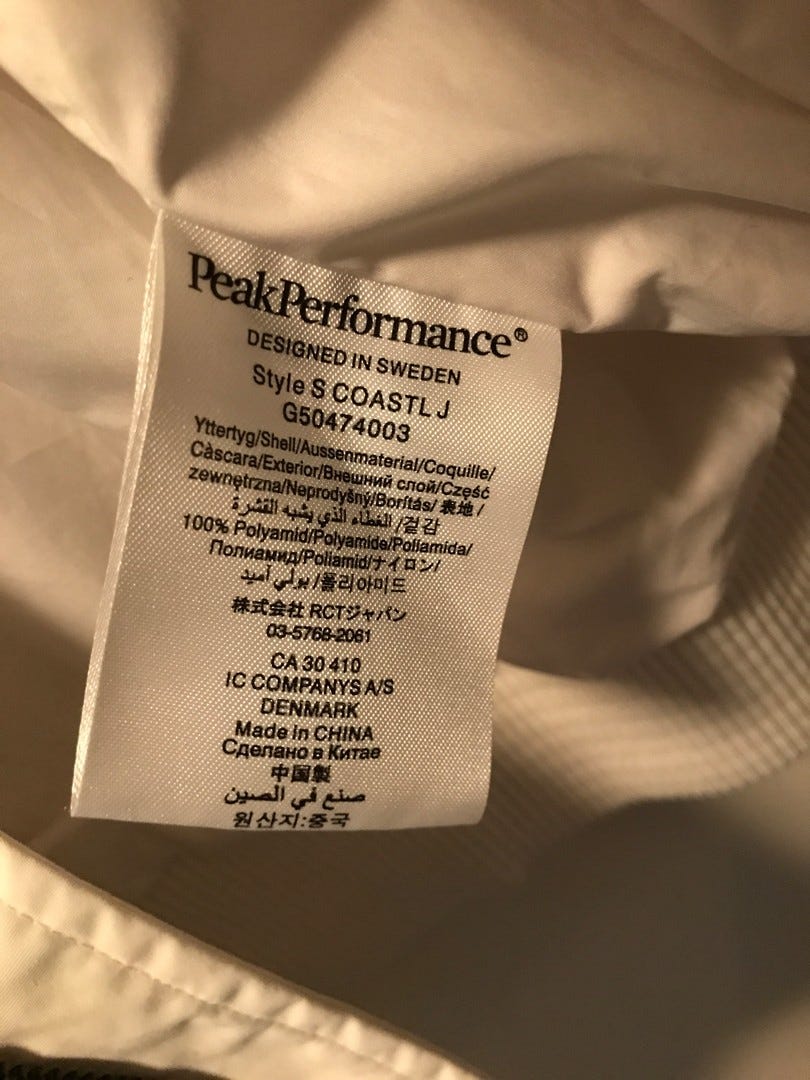 PeakPerformance®
DESIGNED IN SWEDEN
Style S COASTL J
G50474003
Yttertyg/Shell/Aussenmaterial/Coquille/
Càscara/Exterior/Внешний слой/Część
zewnętrzna/Neprodyšný/Borítás/ 表地 /
الغطاء الذي يشبه القشرة /겉감
100% Polyamid/Polyamide/Poliamida/
Полиамид/Poliamid/ナイロン/
بولي أميد /폴리아미드
株式会社 RCTジャパン
03-5768-2061
CA 30 410
IC COMPANYS A/S
DENMARK
Made in CHINA
Сделано в Китае
中国製
صنع في الصين
원산지:중국